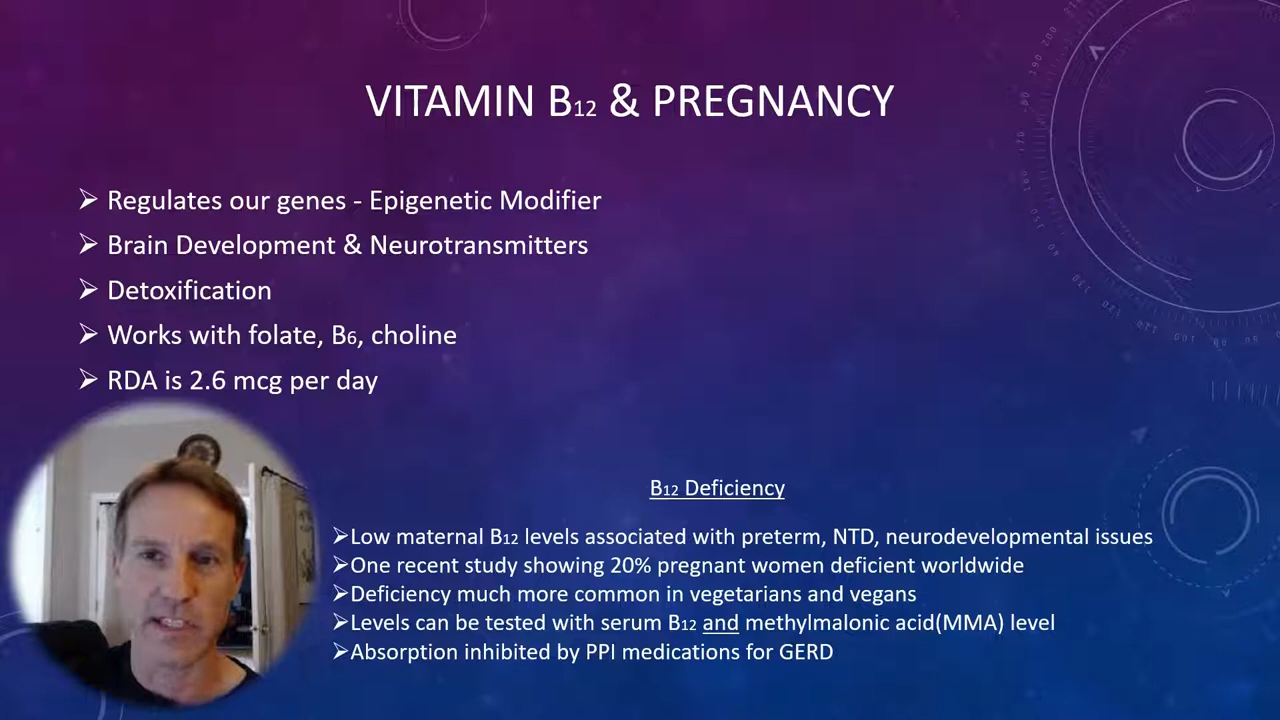 VITAMIN B12 & PREGNANCY
➢ Regulates our genes - Epigenetic Modifier
➢ Brain Development & Neurotransmitters
➢ Detoxification
➢ Works with folate, B6, choline
➢ RDA is 2.6 mcg per day
B12 Deficiency
➢Low maternal B12 levels associated with preterm, NTD, neurodevelopmental issues
➢One recent study showing 20% pregnant women deficient worldwide
➢Deficiency much more common in vegetarians and vegans
➢Levels can be tested with serum B12 and methylmalonic acid(MMA) level
➢Absorption inhibited by PPI medications for GERD